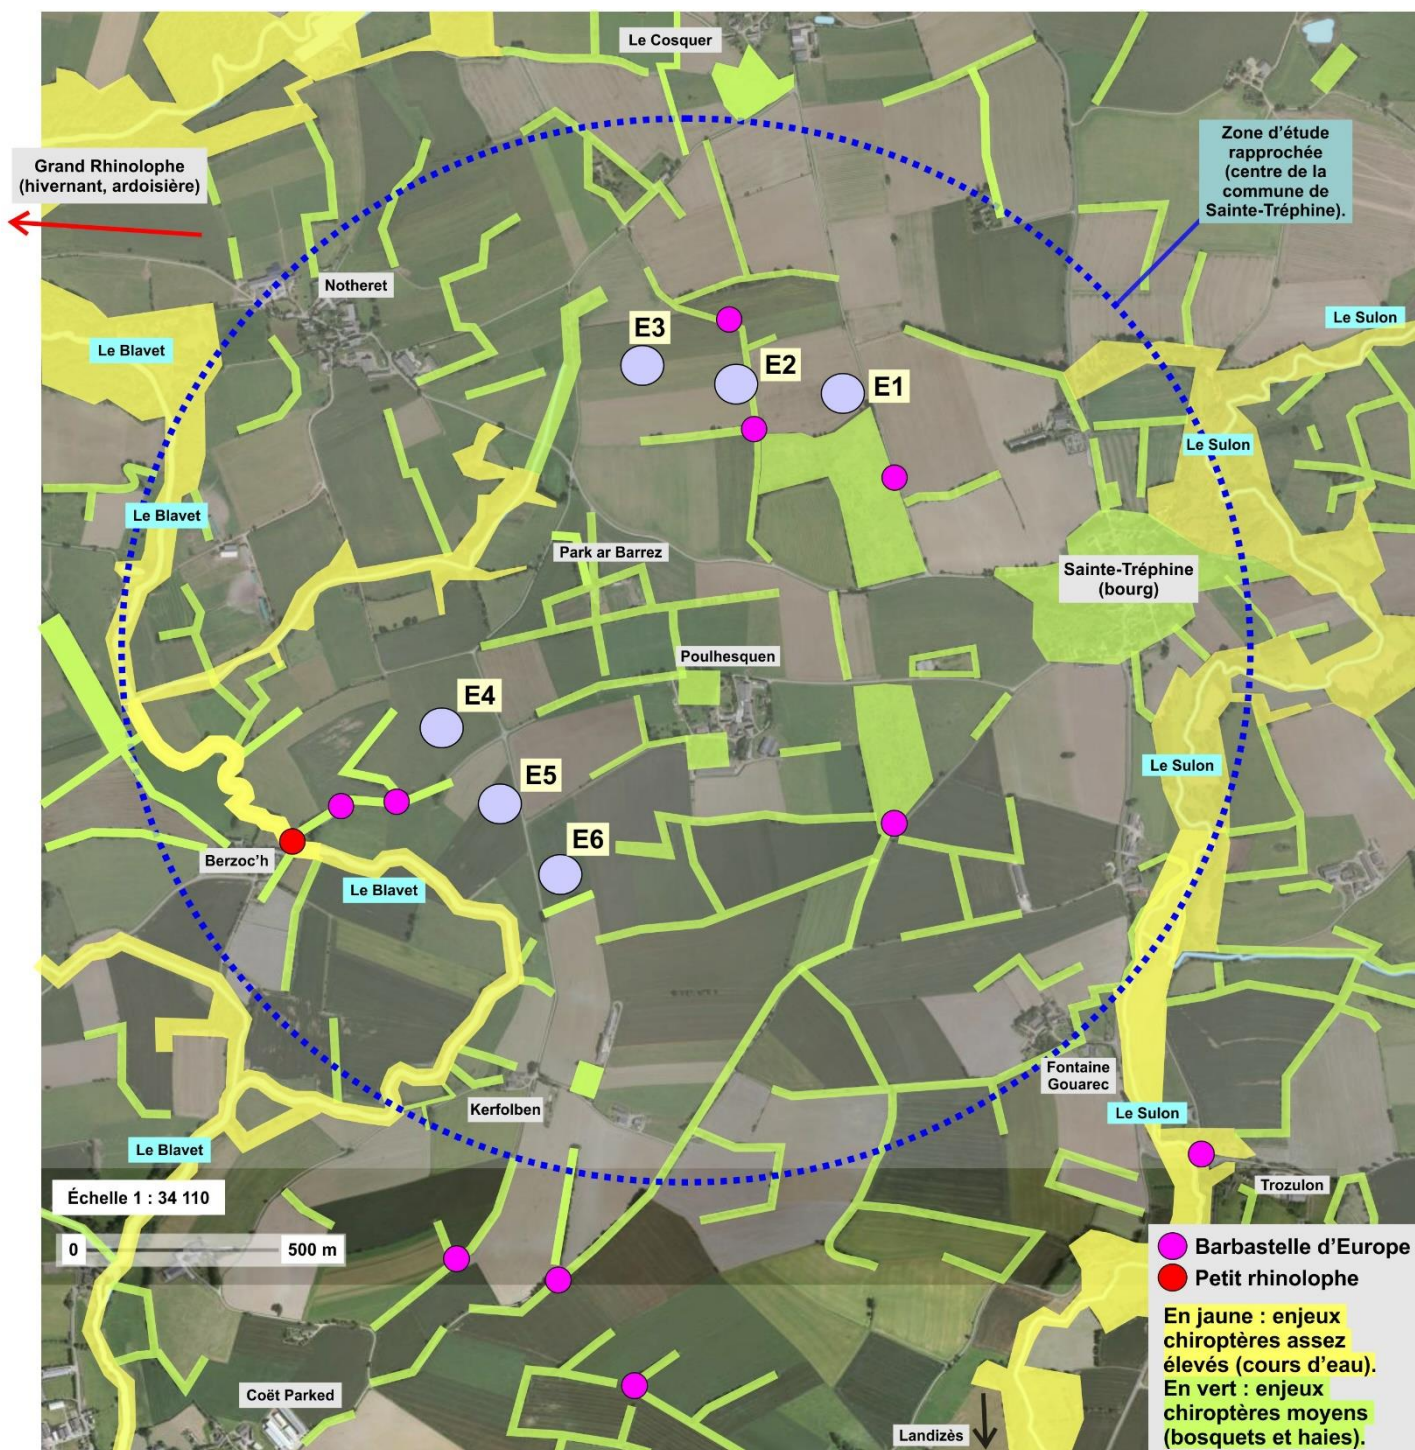 Le Cosquer
Zone d’étude
rapprochée
(centre de la
commune de
Sainte-Tréphine).
Grand Rhinolophe
(hivernant, ardoisière)
Notheret
Le Sulon
E3
Le Blavet
E2
E1
Le Sulon
Le Blavet
Park ar Barrez
Sainte-Tréphine
(bourg)
Poulhesquen
E4
Le Sulon
E5
E6
Berzoc’h
Le Blavet
Fontaine
Gouarec
Kerfolben
Le Sulon
Le Blavet
Trozulon
Échelle 1 : 34 110
0 500 m
Barbastelle d’Europe
Petit rhinolophe
En jaune : enjeux
chiroptères assez
élevés (cours d’eau).
En vert : enjeux
chiroptères moyens
(bosquets et haies).
Coët Parked
Landizès